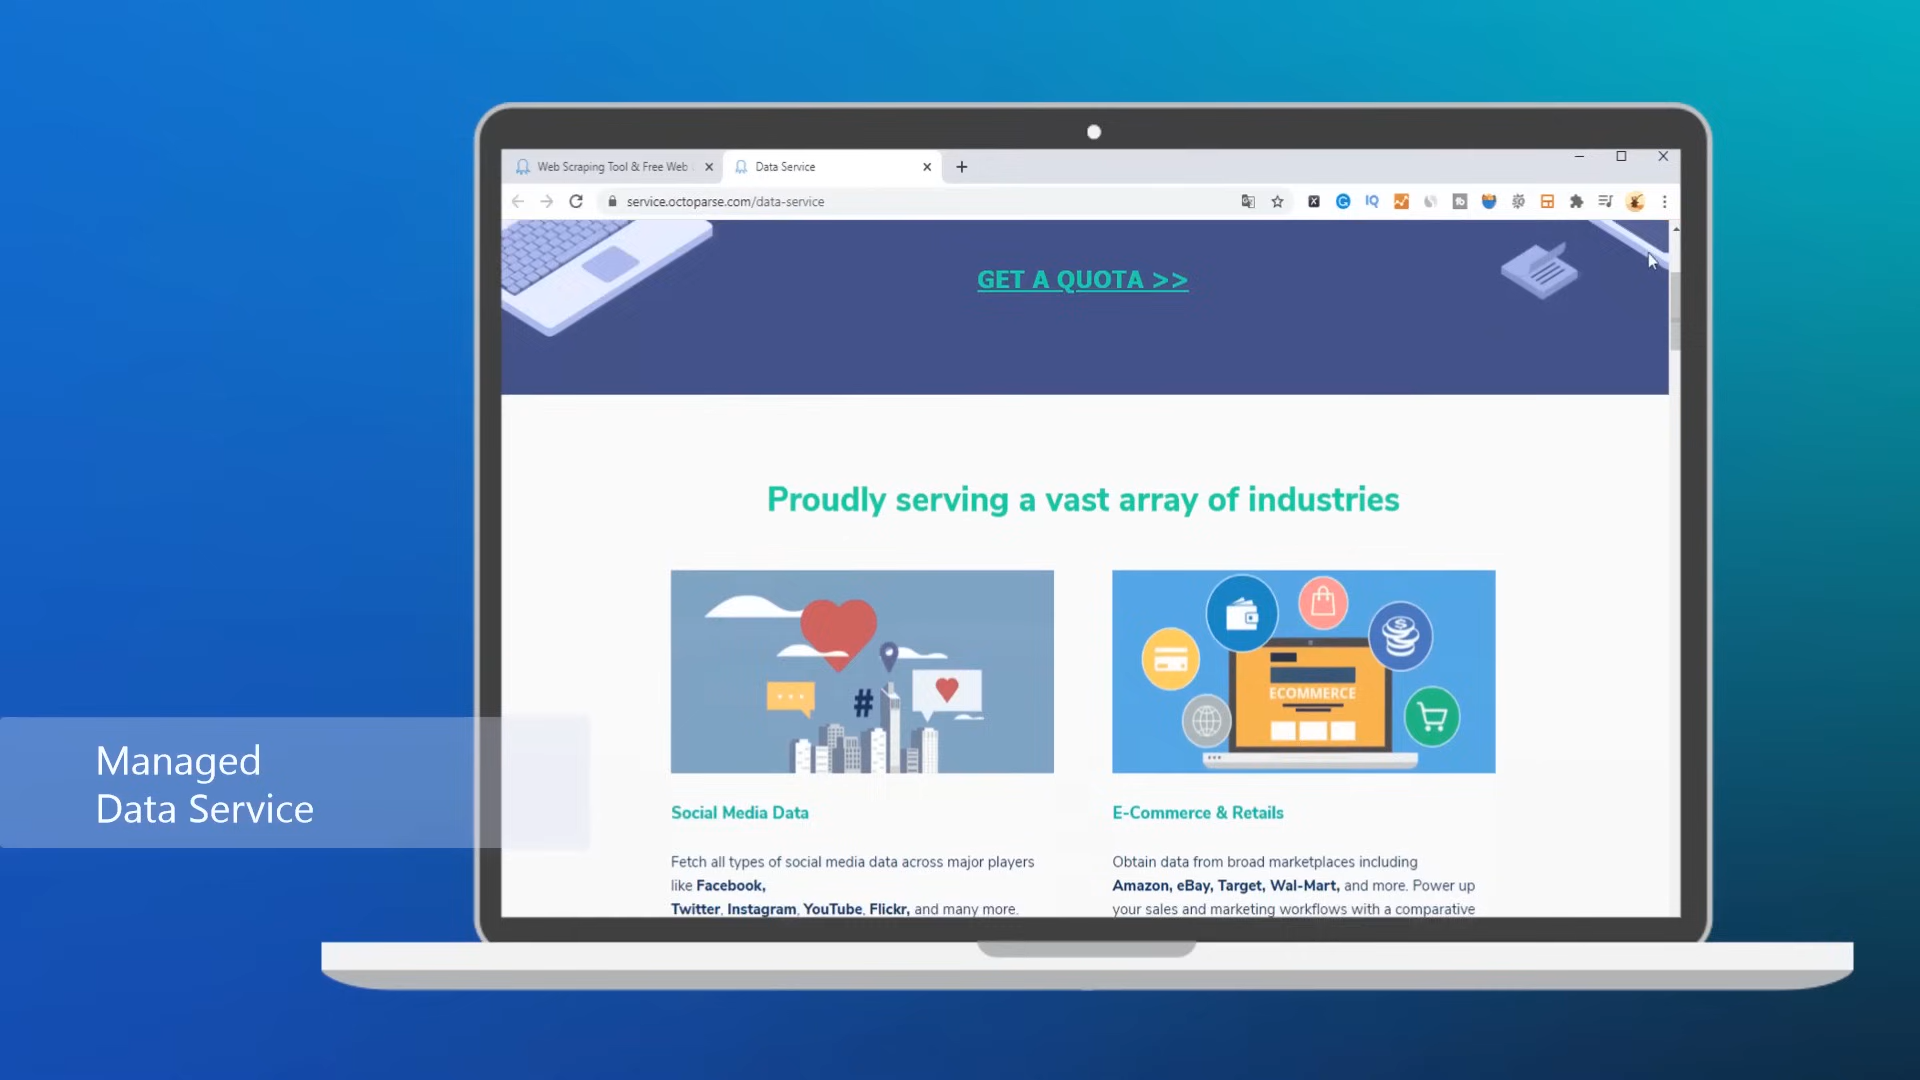 Web Scraping Tool & Free Web
Data Service
service.octoparse.com/data-service
IQ
GET A QUOTA >>
Proudly serving a vast array of industries
#
ECOMMERCE
Social Media Data
Fetch all types of social media data across major players
like Facebook,
Twitter, Instagram, YouTube, Flickr, and many more.
E-Commerce & Retails
Obtain data from broad marketplaces including
Amazon, eBay, Target, Wal-Mart, and more. Power up
your sales and marketing workflows with a comparative
Managed
Data Service